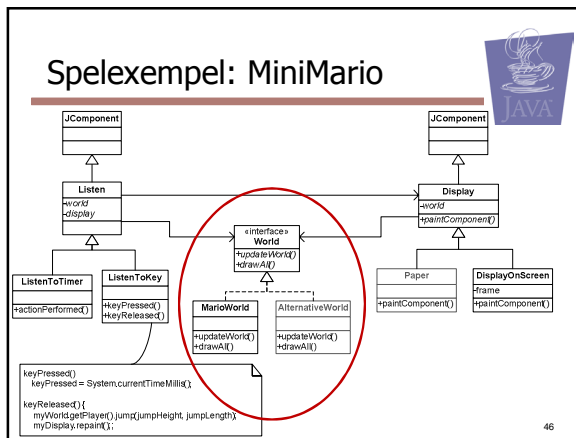 Spelexempel: MiniMario
JAVA
JComponent
JComponent
Listen
-world
-display
Display
-world
+paintComponent()
«interface»
World
+updateWorld()
+drawAll()
ListenToTimer
+actionPerformed()
ListenToKey
+keyPressed()
+keyReleased()
Paper
+paintComponent()
DisplayOnScreen
-frame
+paintComponent()
MarioWorld
+updateWorld()
+drawAll()
AlternativeWorld
+updateWorld()
+drawAll()
keyPressed()
keyPressed = System.currentTimeMillis();
keyReleased() {
myWorld.getPlayer().jump(jumpHeight, jumpLength);
myDisplay.repaint();;
46